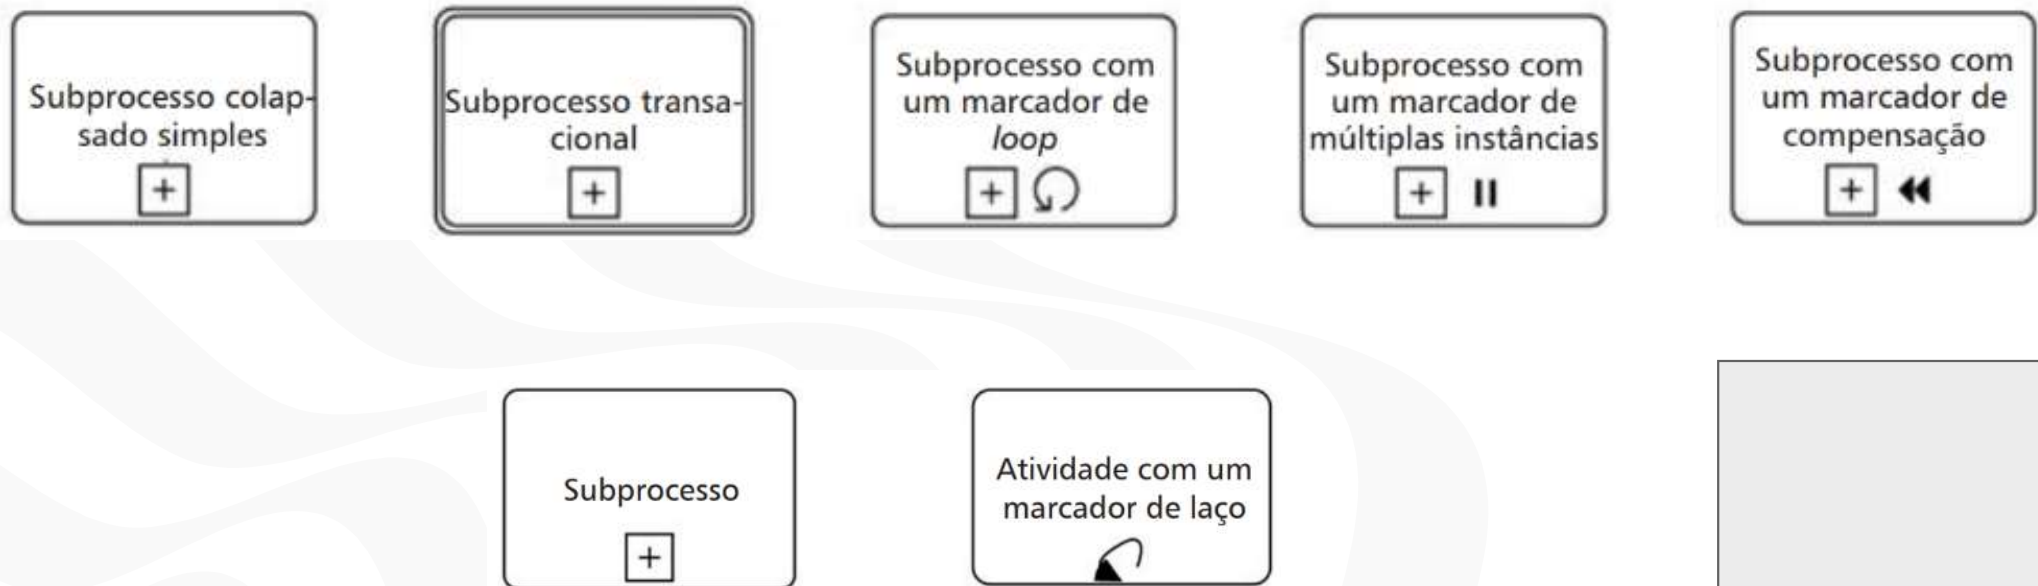 Subprocesso colap-
sado simples
+
Subprocesso transa-
cional
+
Subprocesso com
um marcador de
loop
+
Subprocesso com
um marcador de
múltiplas instâncias
+
Subprocesso com
um marcador de
compensação
+
Subprocesso
+
Atividade com um
marcador de laço